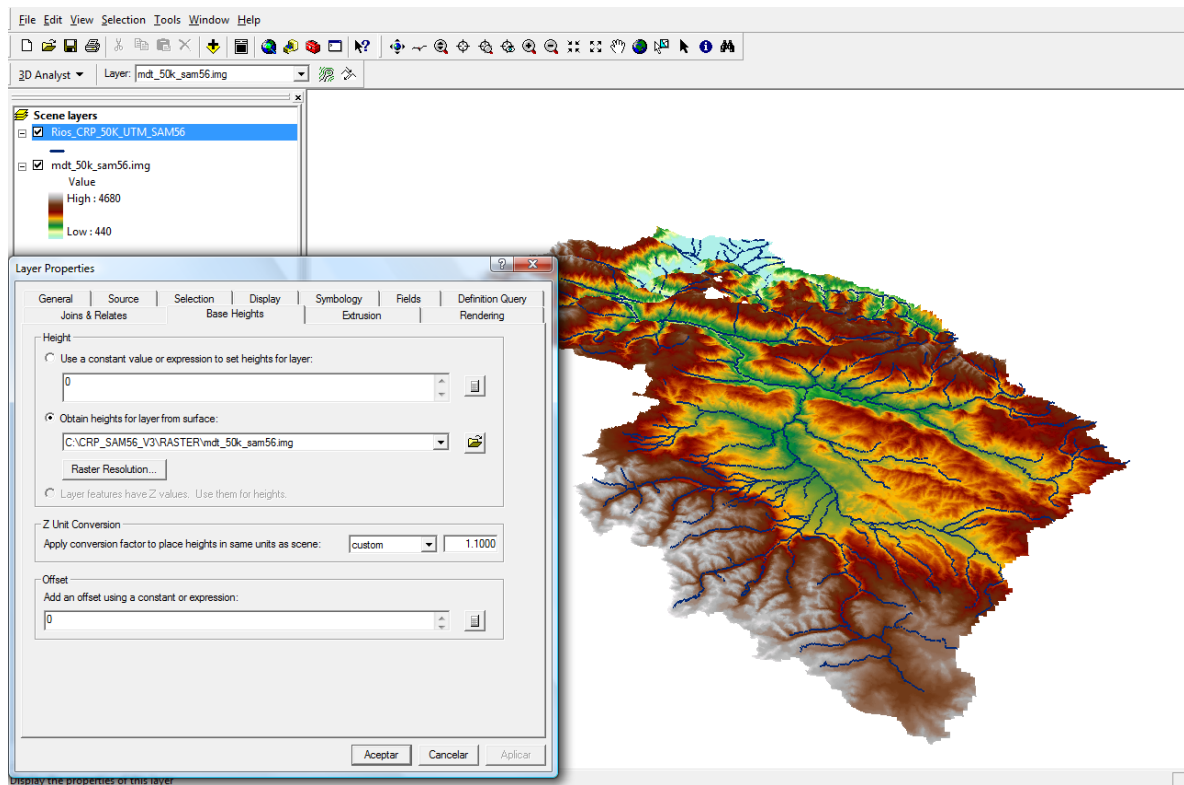 File Edit View Selection Tools Window Help
3D Analyst Layer: mdt_50k_sam56.img
Scene layers
Rios_CRP_50K_UTM_SAM56
mdt_50k_sam56.img
Value
High : 4680
Low : 440
Layer Properties
General Source Selection Display Symbology Fields Definition Query
Joins & Relates Base Heights Extrusion Rendering
Height
Use a constant value or expression to set heights for layer:
0
Obtain heights for layer from surface:
C:\CRP_SAM56_V3\RASTER\mdt_50k_sam56.img
Raster Resolution...
Layer features have Z values. Use them for heights.
Z Unit Conversion
Apply conversion factor to place heights in same units as scene: custom 1.1000
Offset
Add an offset using a constant or expression:
0
Aceptar Cancelar Aplicar
Display the properties of this layer